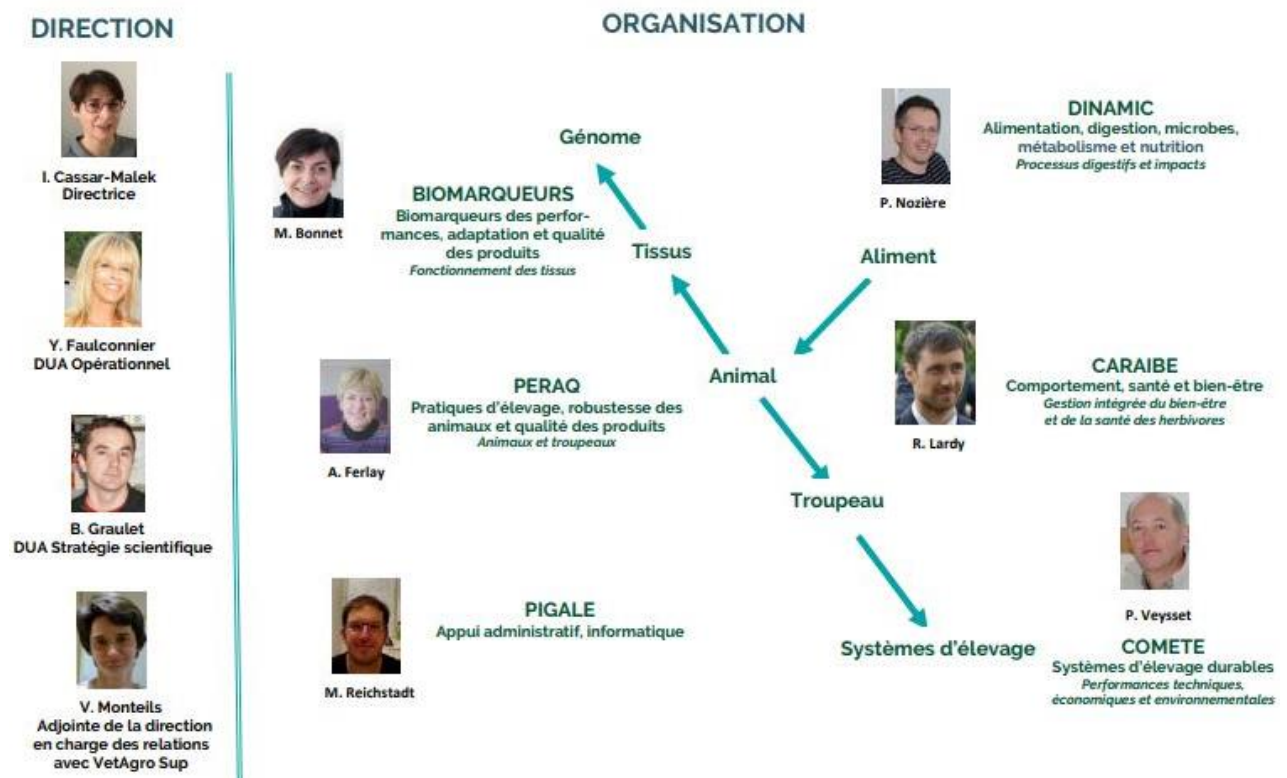 DIRECTION
I. Cassar-Malek
Directrice
Y. Faulconnier
DUA Opérationnel
B. Graulet
DUA Stratégie scientifique
V. Monteils
Adjointe de la direction
en charge des relations
avec VetAgro Sup
ORGANISATION
M. Bonnet
BIOMARQUEURS
Biomarqueurs des perfor-
mances, adaptation et qualité
des produits
Fonctionnement des tissus
Génome
Tissus
P. Nozière
DINAMIC
Alimentation, digestion, microbes,
métabolisme et nutrition
Processus digestifs et impacts
Aliment
Animal
A. Ferlay
PERAQ
Pratiques d'élevage, robustesse des
animaux et qualité des produits
Animaux et troupeaux
R. Lardy
CARAIBE
Comportement, santé et bien-être
Gestion intégrée du bien-être
et de la santé des herbivores
Troupeau
M. Reichstadt
PIGALE
Appui administratif, informatique
Systèmes d'élevage
P. Veysset
COMETE
Systèmes d'élevage durables
Performances techniques,
économiques et environnementales